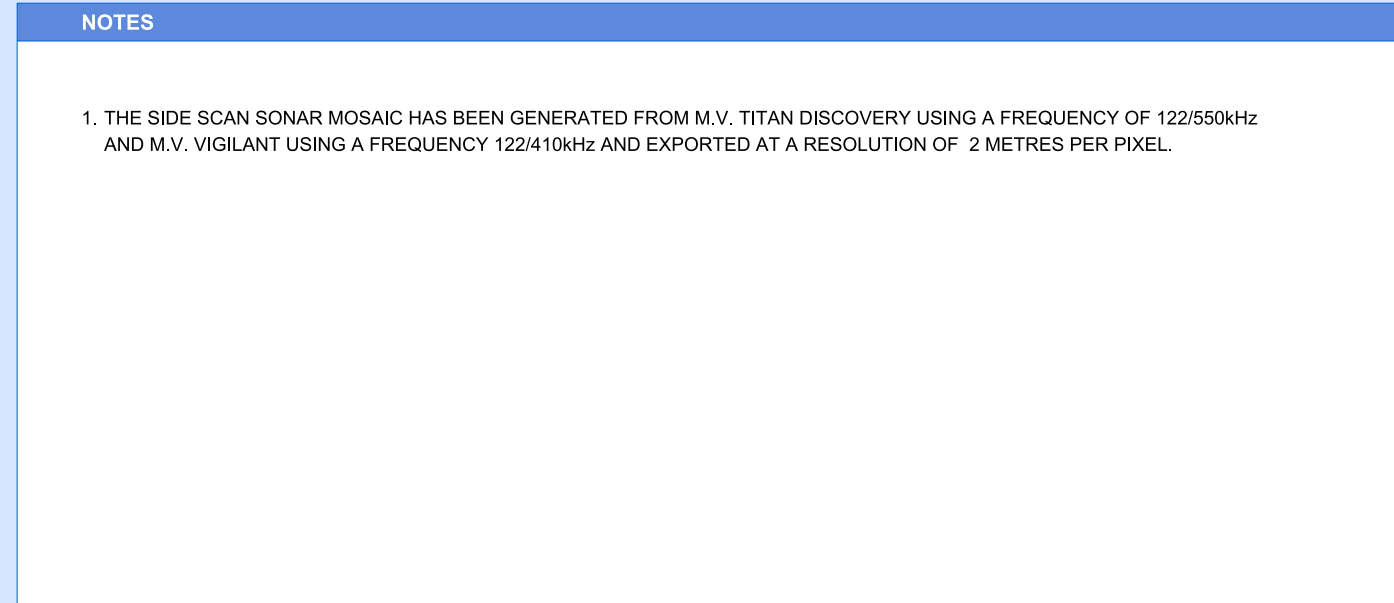 NOTES
1. THE SIDE SCAN SONAR MOSAIC HAS BEEN GENERATED FROM M.V. TITAN DISCOVERY USING A FREQUENCY OF 122/550kHz
AND M.V. VIGILANT USING A FREQUENCY 122/410kHz AND EXPORTED AT A RESOLUTION OF  2 METRES PER PIXEL.